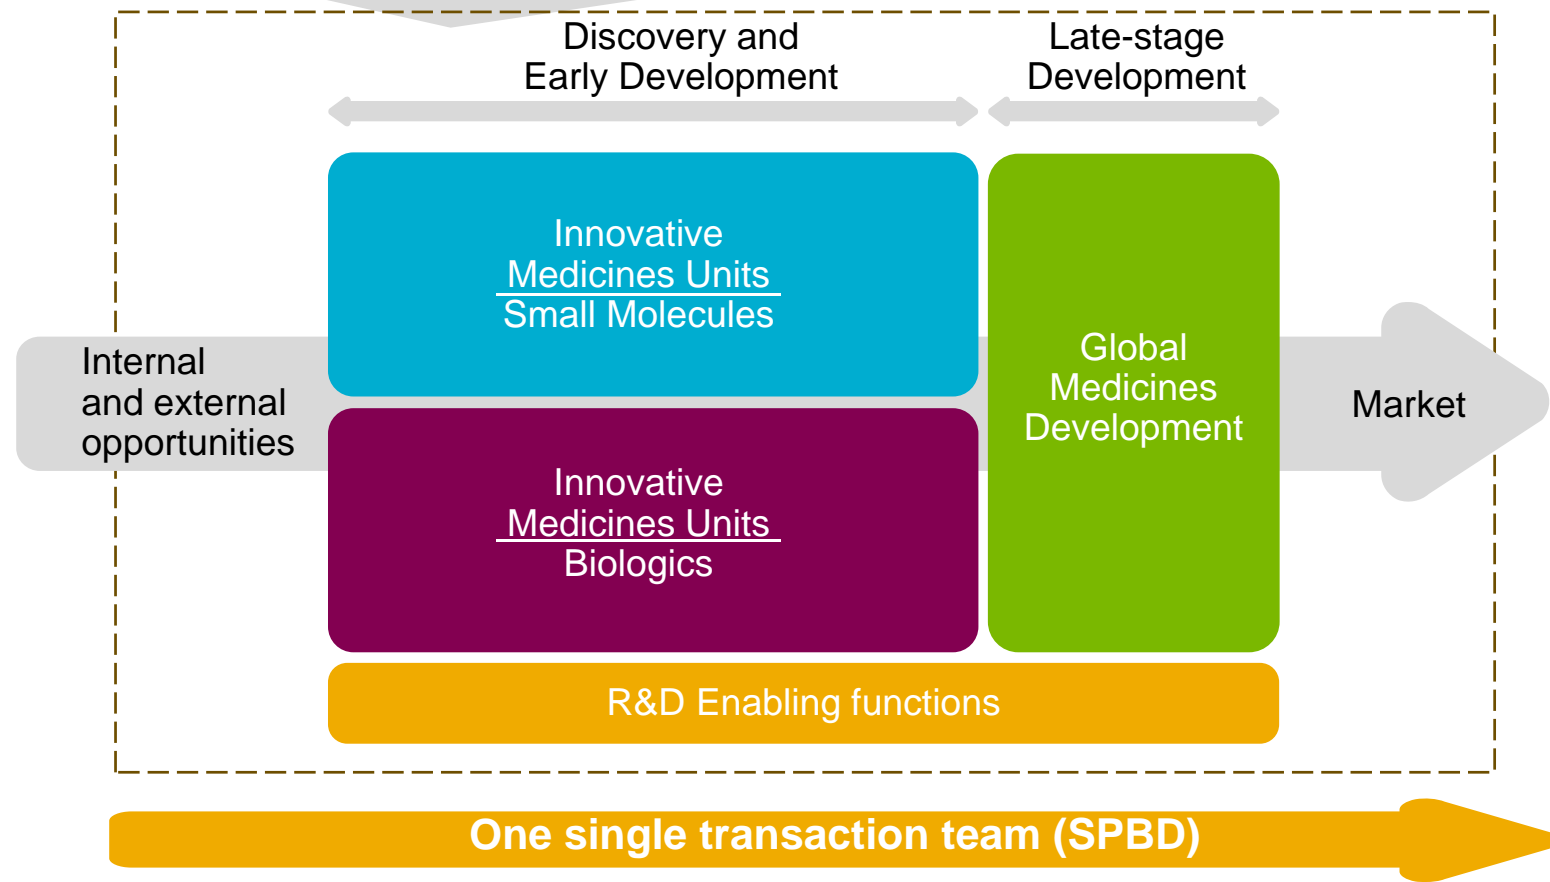 Discovery and
Early Development
Late-stage
Development
Innovative
Medicines Units
Small Molecules
Internal
and external
opportunities
Global
Medicines
Development
Market
Innovative
Medicines Units
Biologics
R&D Enabling functions
One single transaction team (SPBD)